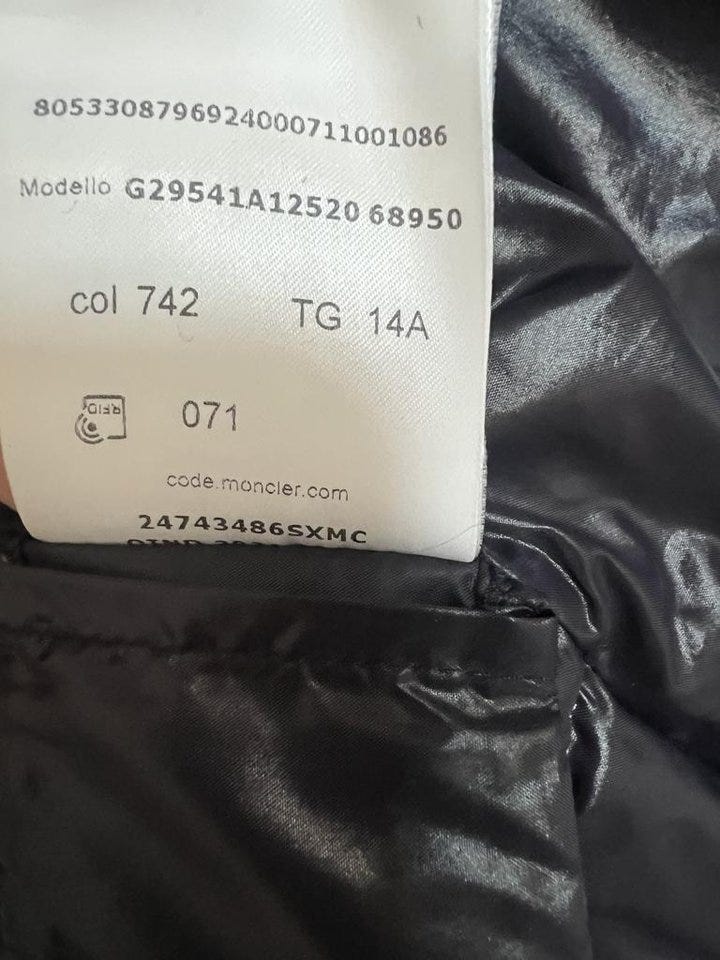 8053308796924000711001086
Modello G29541A12520 68950
col 742 TG 14A
RFID 071
code.moncler.com
24743486SXMC